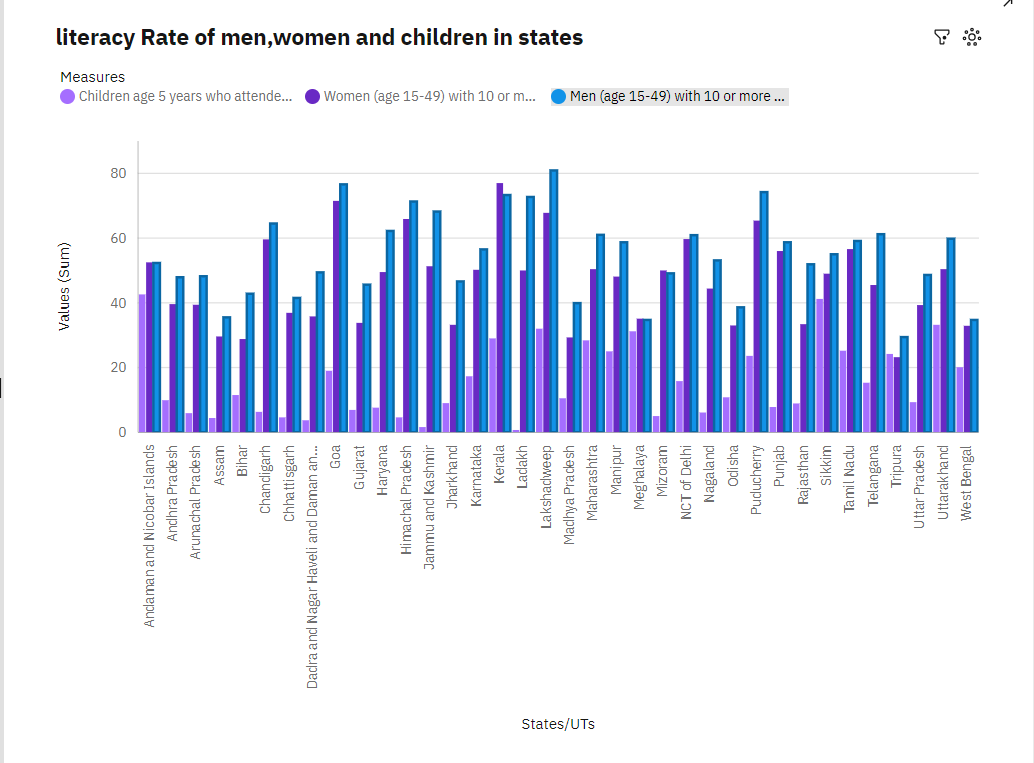 literacy Rate of men,women and children in states
Measures
Children age 5 years who attende... Women (age 15-49) with 10 or m... Men (age 15-49) with 10 or more ...
Values (Sum)
80
60
40
20
0
Andaman and Nicobar Islands
Andhra Pradesh
Arunachal Pradesh
Assam
Bihar
Chandigarh
Chhattisgarh
Dadra and Nagar Haveli and Daman an...
Goa
Gujarat
Haryana
Himachal Pradesh
Jammu and Kashmir
Jharkhand
Karnataka
Kerala
Ladakh
Lakshadweep
Madhya Pradesh
Maharashtra
Manipur
Meghalaya
Mizoram
NCT of Delhi
Nagaland
Odisha
Puducherry
Punjab
Rajasthan
Sikkim
Tamil Nadu
Telangana
Tripura
Uttar Pradesh
Uttarakhand
West Bengal
States/UTs